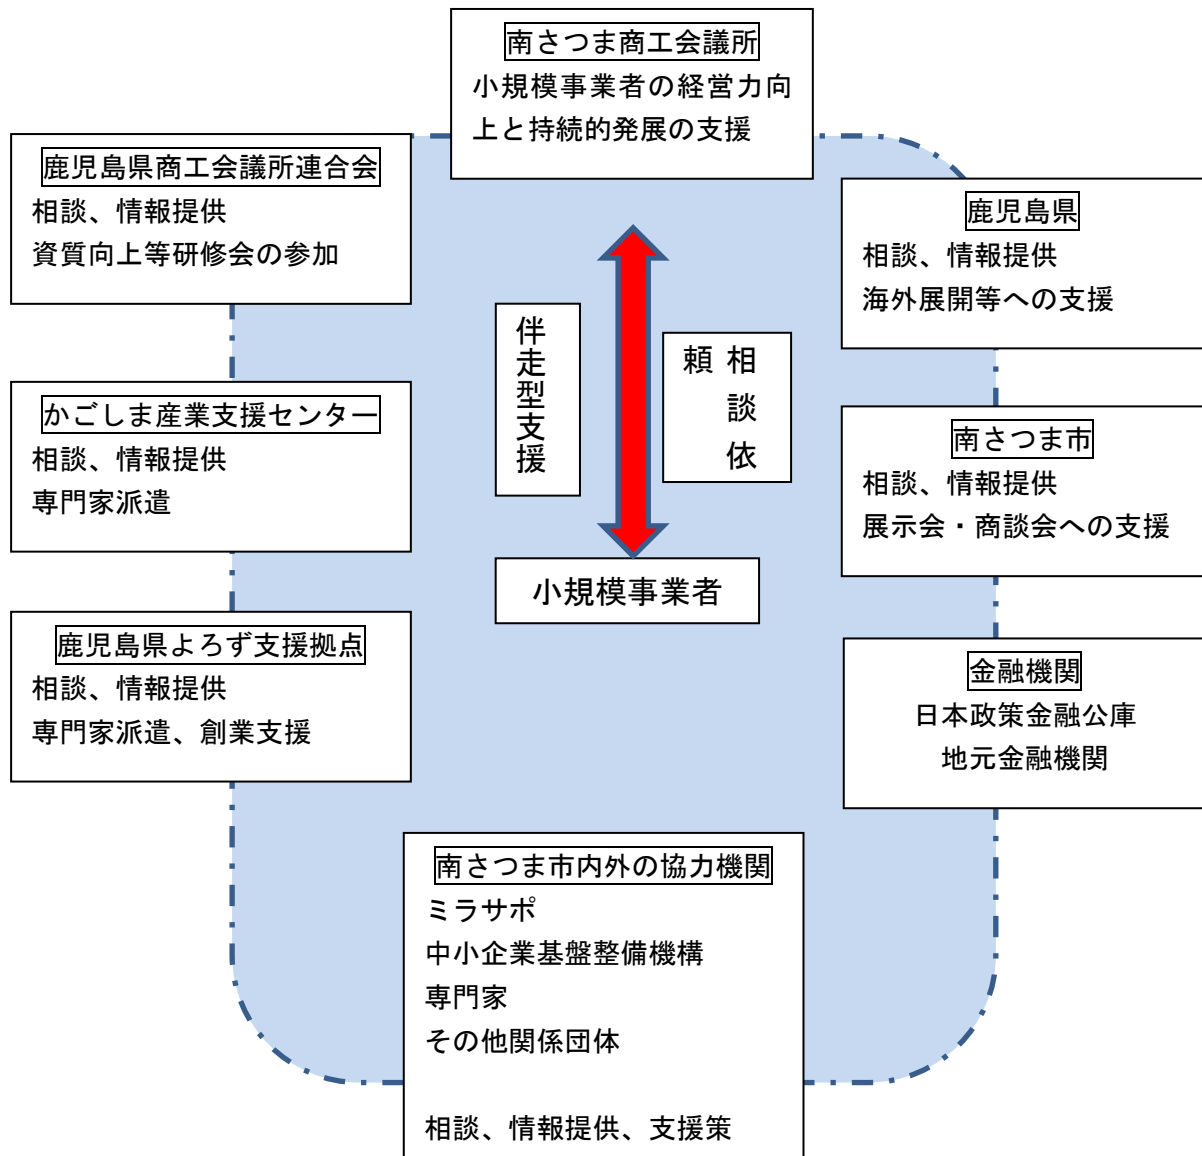 南さつま商工会議所
小規模事業者の経営力向
上と持続的発展の支援
鹿児島県商工会議所連合会
相談、情報提供
資質向上等研修会の参加
鹿児島県
相談、情報提供
海外展開等への支援
伴走型支援
相談依
頼
かごしま産業支援センター
相談、情報提供
専門家派遣
南さつま市
相談、情報提供
展示会・商談会への支援
小規模事業者
鹿児島県よろず支援拠点
相談、情報提供
専門家派遣、創業支援
金融機関
日本政策金融公庫
地元金融機関
南さつま市内外の協力機関
ミラサポ
中小企業基盤整備機構
専門家
その他関係団体
相談、情報提供、支援策